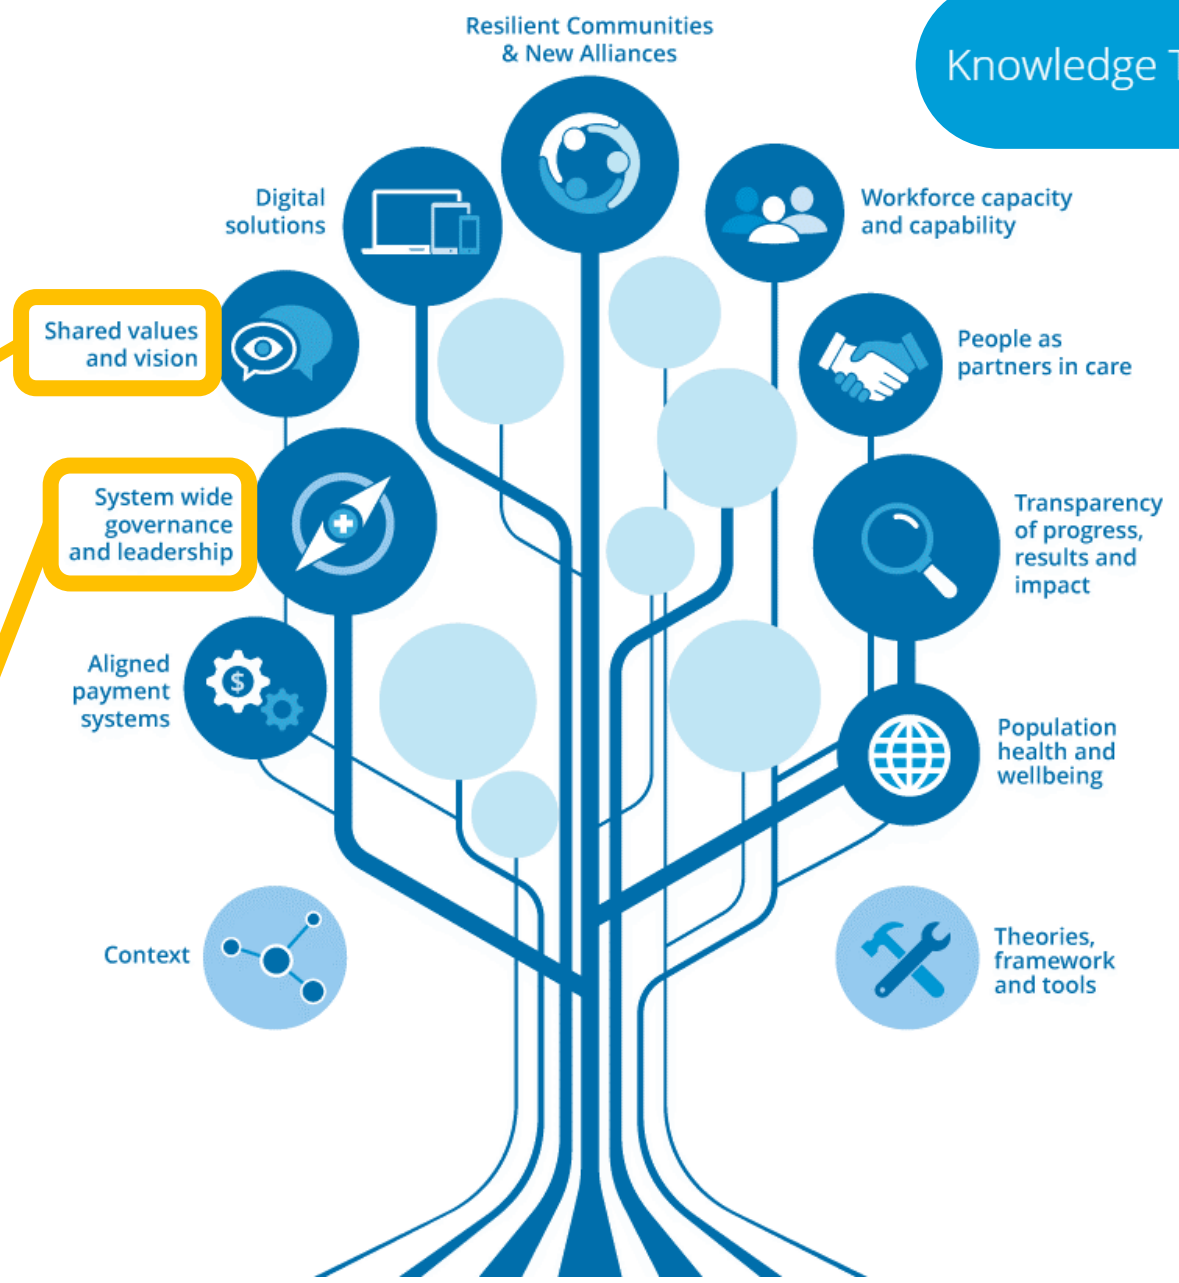 Resilient Communities
& New Alliances
Knowledge
Digital
solutions
Workforce capacity
and capability
Shared values
and vision
People as
partners in care
System wide
governance
and leadership
Transparency
of progress,
results and
impact
Aligned
payment
systems
$
Population
health and
wellbeing
Context
Theories,
framework
and tools